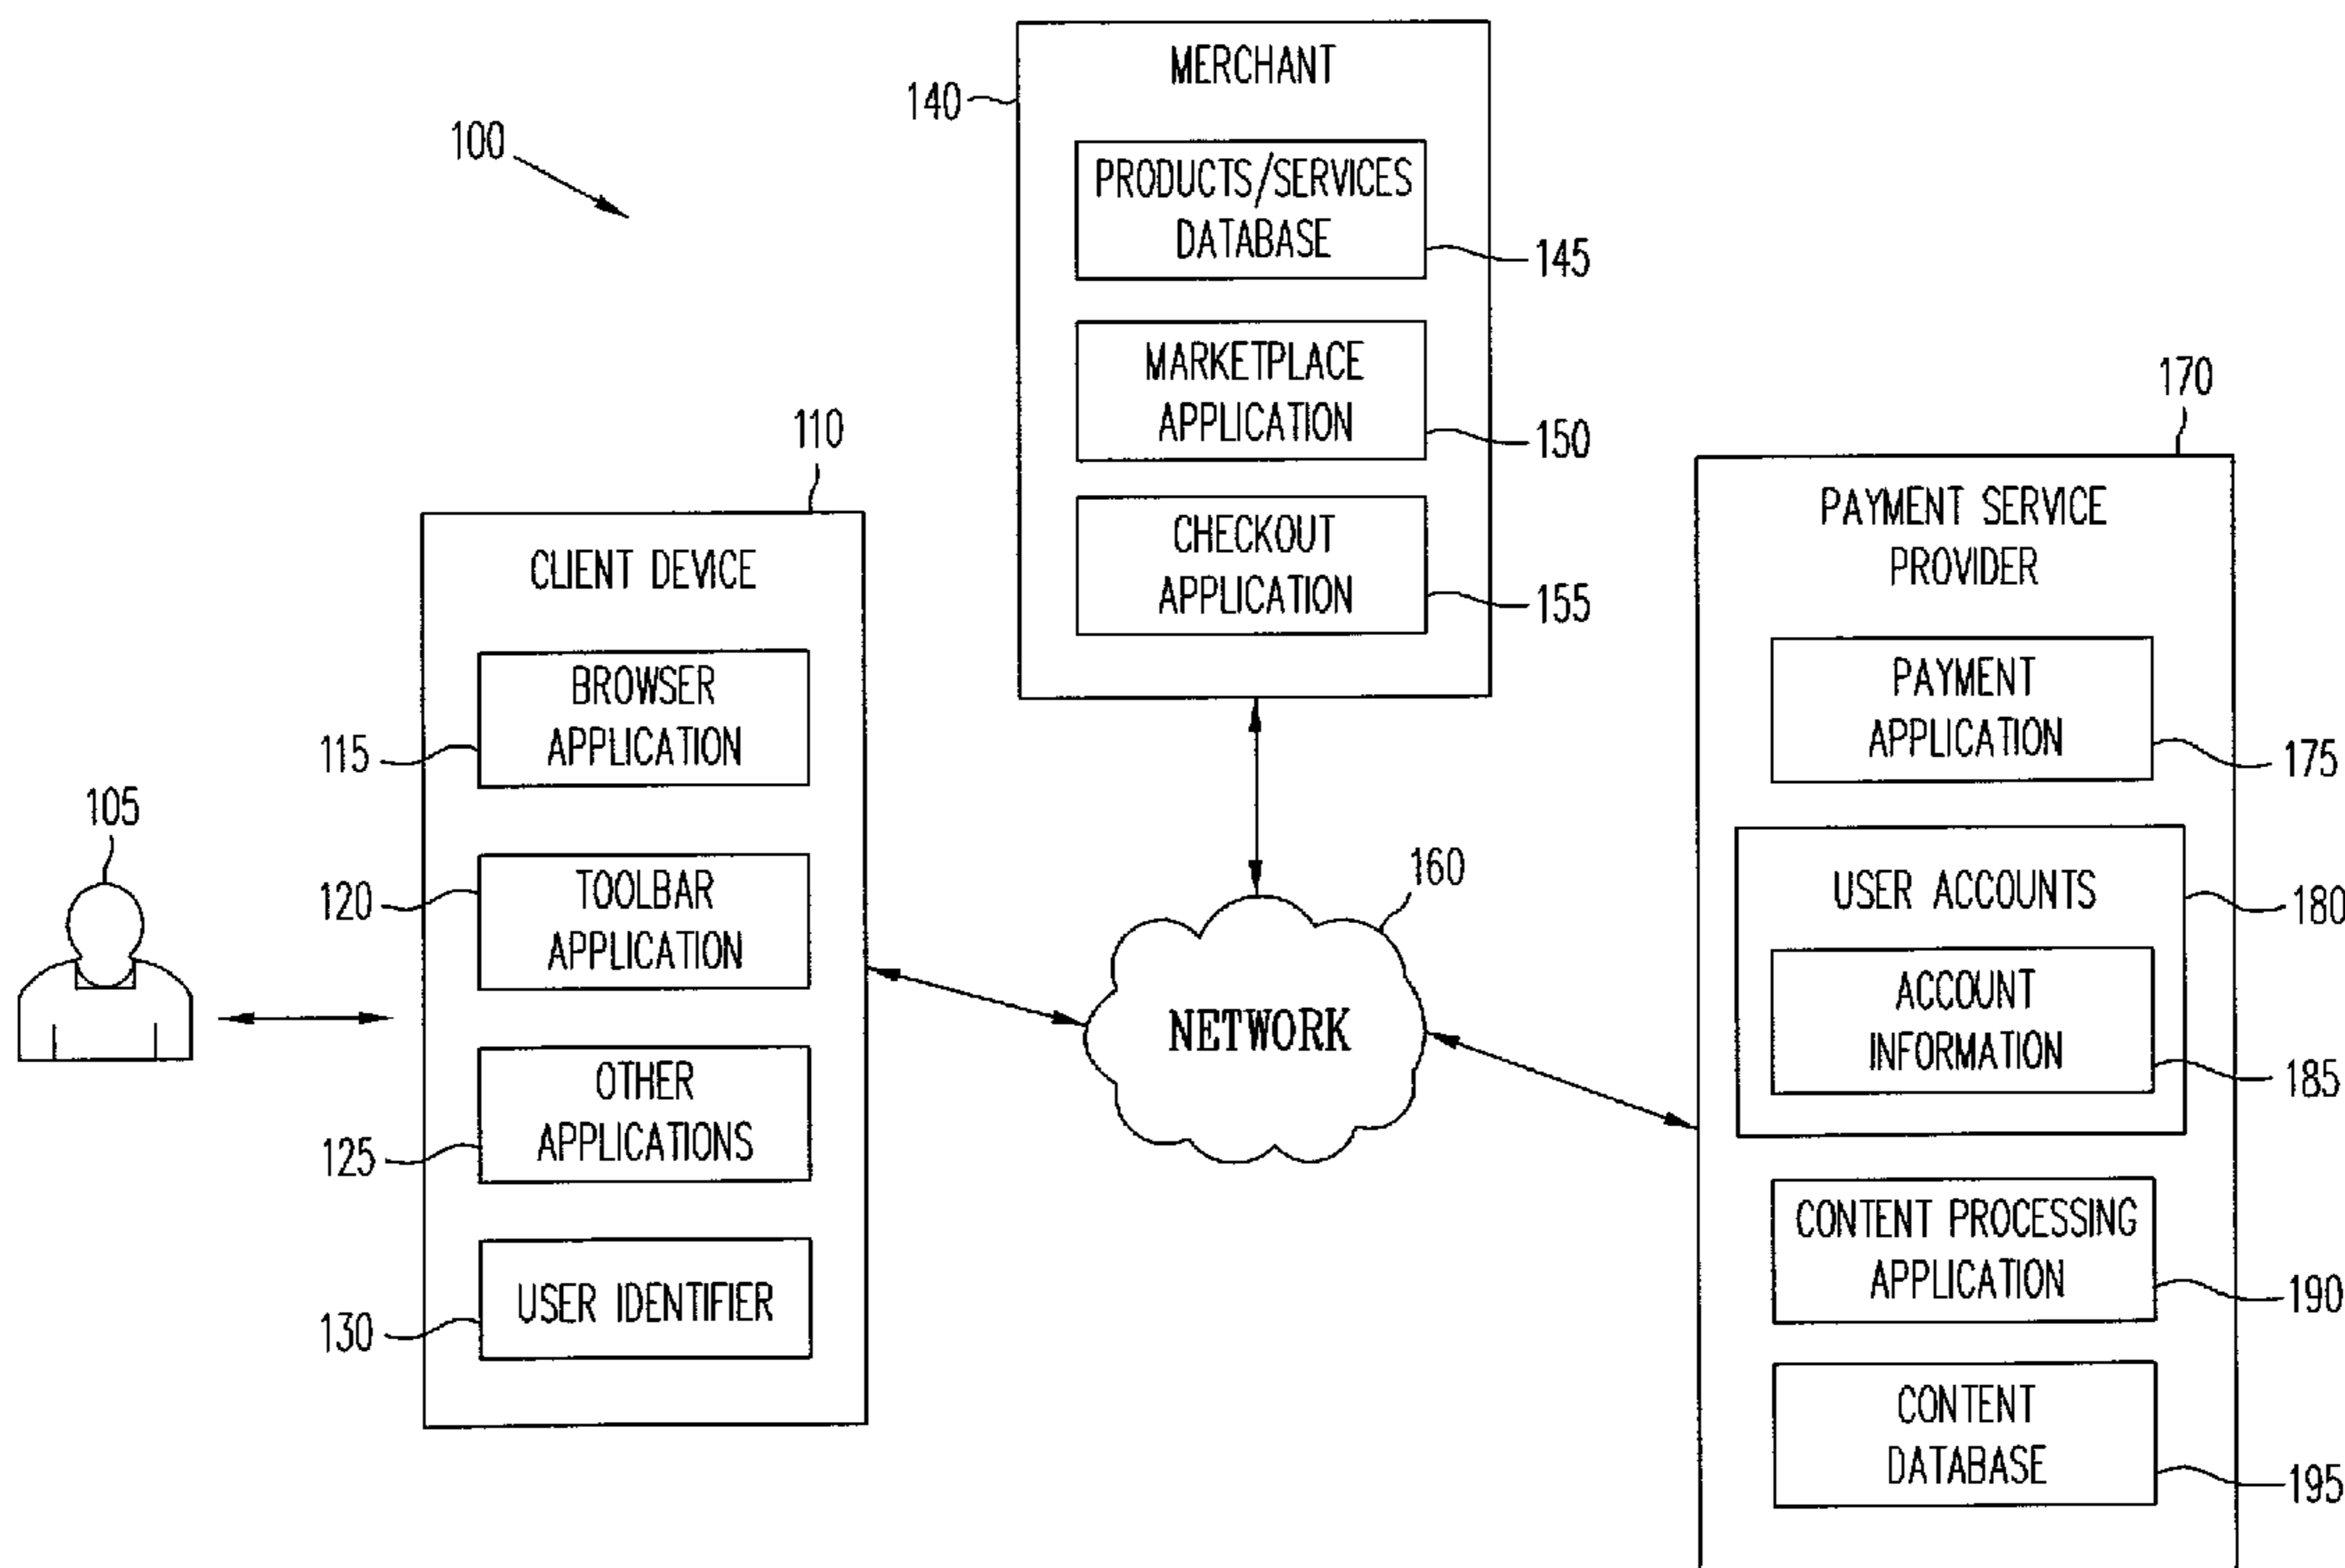 100
MERCHANT
140
PRODUCTS/SERVICES
DATABASE
145
MARKETPLACE
APPLICATION
150
CHECKOUT
APPLICATION
155
110
CLIENT DEVICE
BROWSER
APPLICATION
115
TOOLBAR
APPLICATION
120
OTHER
APPLICATIONS
125
USER IDENTIFIER
130
105
160
NETWORK
170
PAYMENT SERVICE
PROVIDER
PAYMENT
APPLICATION
175
USER ACCOUNTS
180
ACCOUNT
INFORMATION
185
CONTENT PROCESSING
APPLICATION
190
CONTENT
DATABASE
195